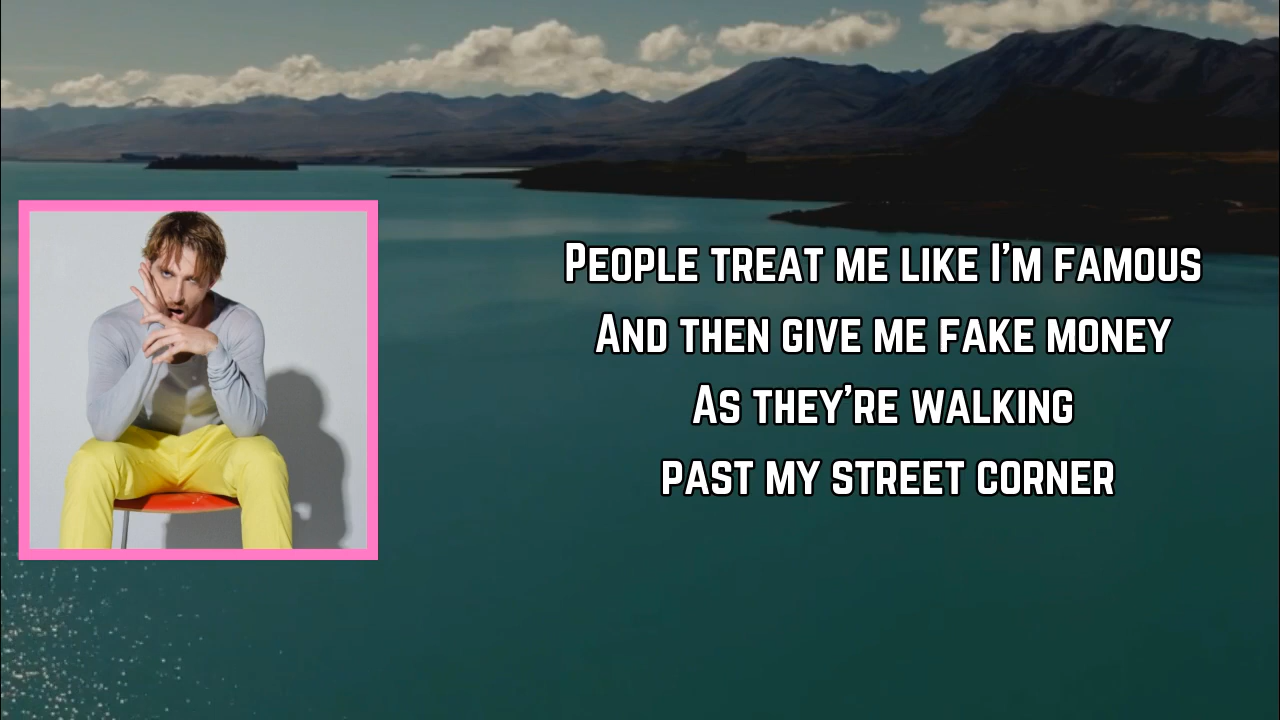 People treat me like I'm famous
And then give me fake money
As they're walking
past my street corner